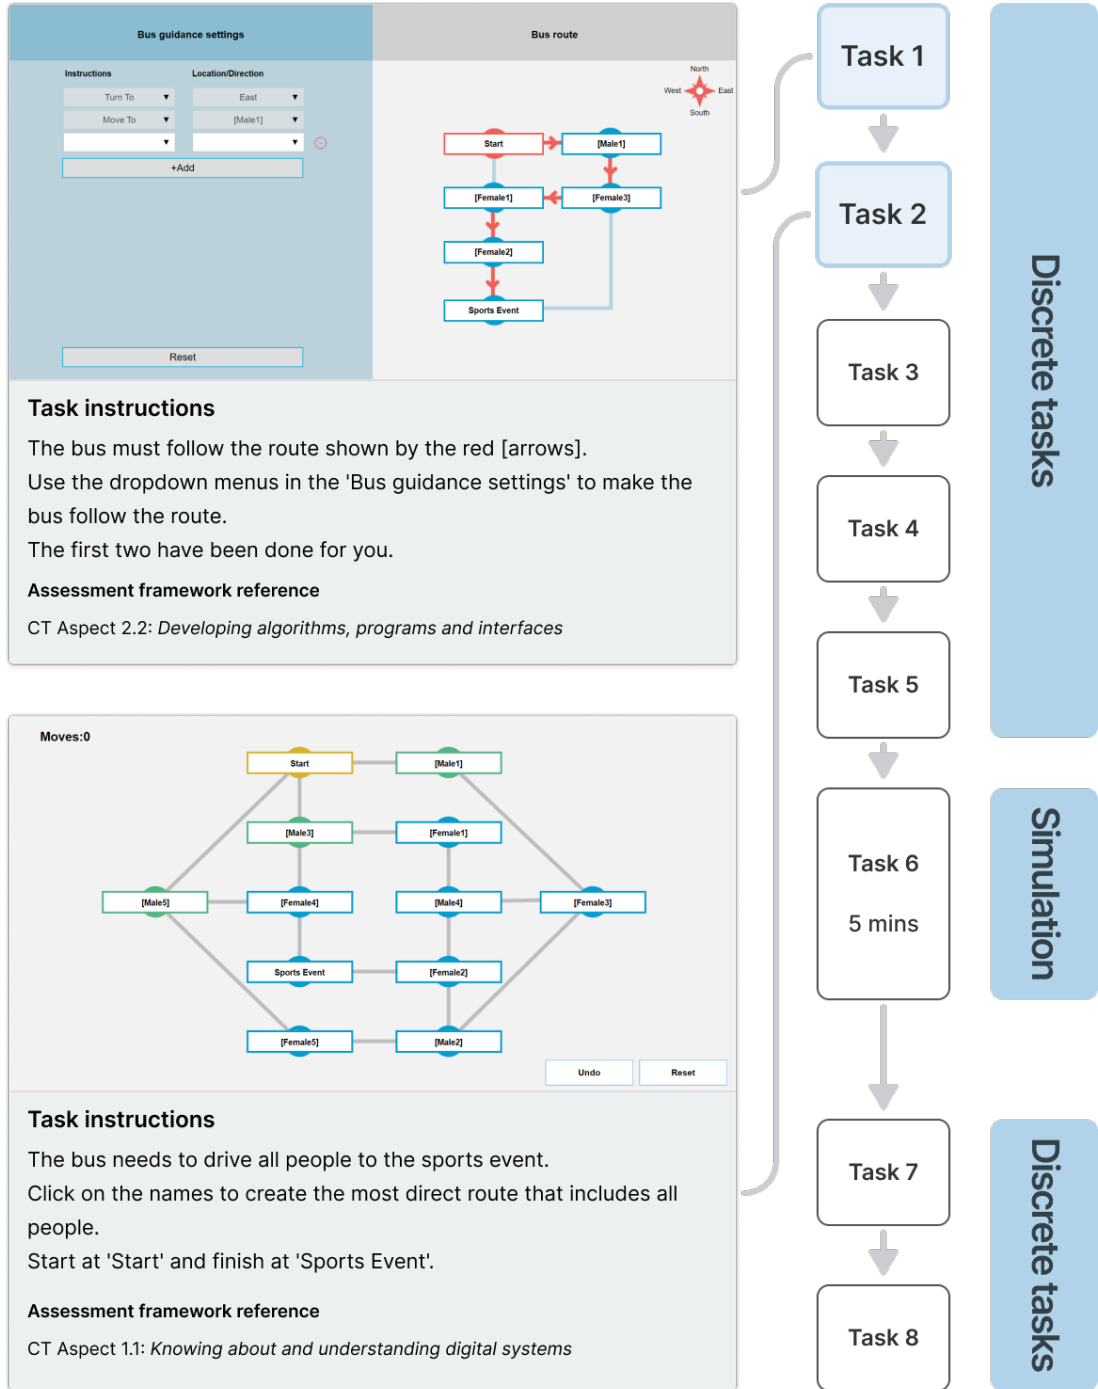 Bus guidance settings
Bus route
Instructions
Location/Direction
Turn To ▼
East ▼
Move To ▼
[Male1] ▼
▼
▼
+Add
Reset
North
West
East
South
Start
[Male1]
[Female1]
[Female3]
[Female2]
Sports Event
Task instructions
The bus must follow the route shown by the red [arrows].
Use the dropdown menus in the 'Bus guidance settings' to make the
bus follow the route.
The first two have been done for you.
Assessment framework reference
CT Aspect 2.2: Developing algorithms, programs and interfaces
Moves:0
Start
[Male1]
[Male3]
[Female1]
[Male5]
[Female4]
[Male4]
[Female3]
Sports Event
[Female2]
[Female5]
[Male2]
Undo
Reset
Task instructions
The bus needs to drive all people to the sports event.
Click on the names to create the most direct route that includes all
people.
Start at 'Start' and finish at 'Sports Event'.
Assessment framework reference
CT Aspect 1.1: Knowing about and understanding digital systems
Task 1
Task 2
Task 3
Task 4
Task 5
Task 6
5 mins
Task 7
Task 8
Discrete tasks
Simulation
Discrete tasks